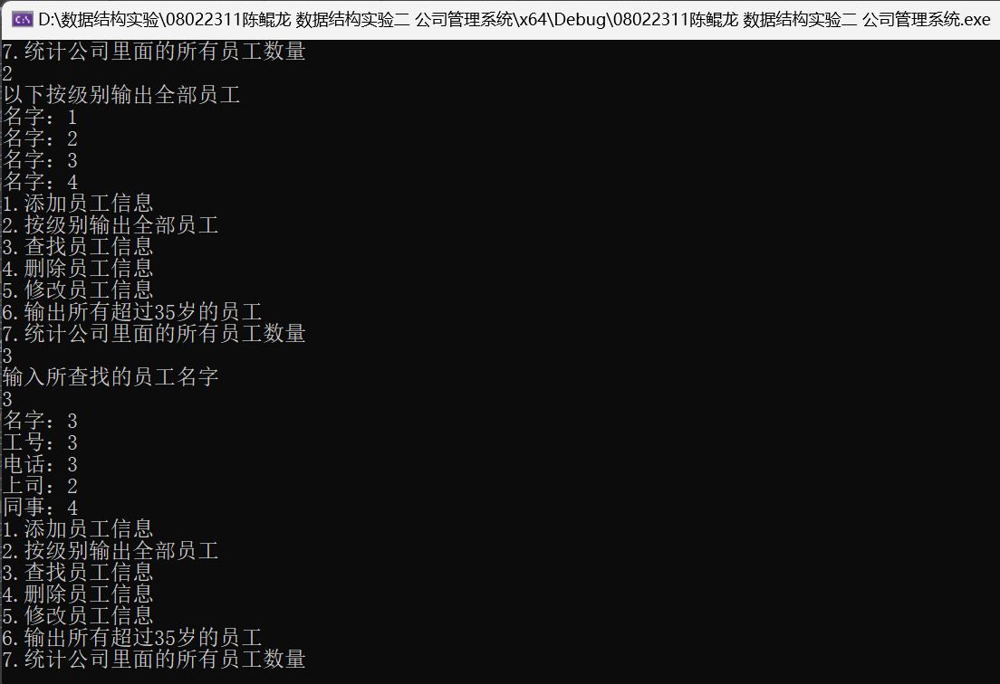 D:\数据结构实验\08022311陈鲲龙 数据结构实验二 公司管理系统\x64\Debug\08022311陈鲲龙 数据结构实验二 公司管理系统.exe
7.统计公司里面的所有员工数量
2
以下按级别输出全部员工
名字：1
名字：2
名字：3
名字：4
1.添加员工信息
2.按级别输出全部员工
3.查找员工信息
4.删除员工信息
5.修改员工信息
6.输出所有超过35岁的员工
7.统计公司里面的所有员工数量
3
输入所查找的员工名字
3
名字：3
工号：3
电话：3
上司：2
同事：4
1.添加员工信息
2.按级别输出全部员工
3.查找员工信息
4.删除员工信息
5.修改员工信息
6.输出所有超过35岁的员工
7.统计公司里面的所有员工数量